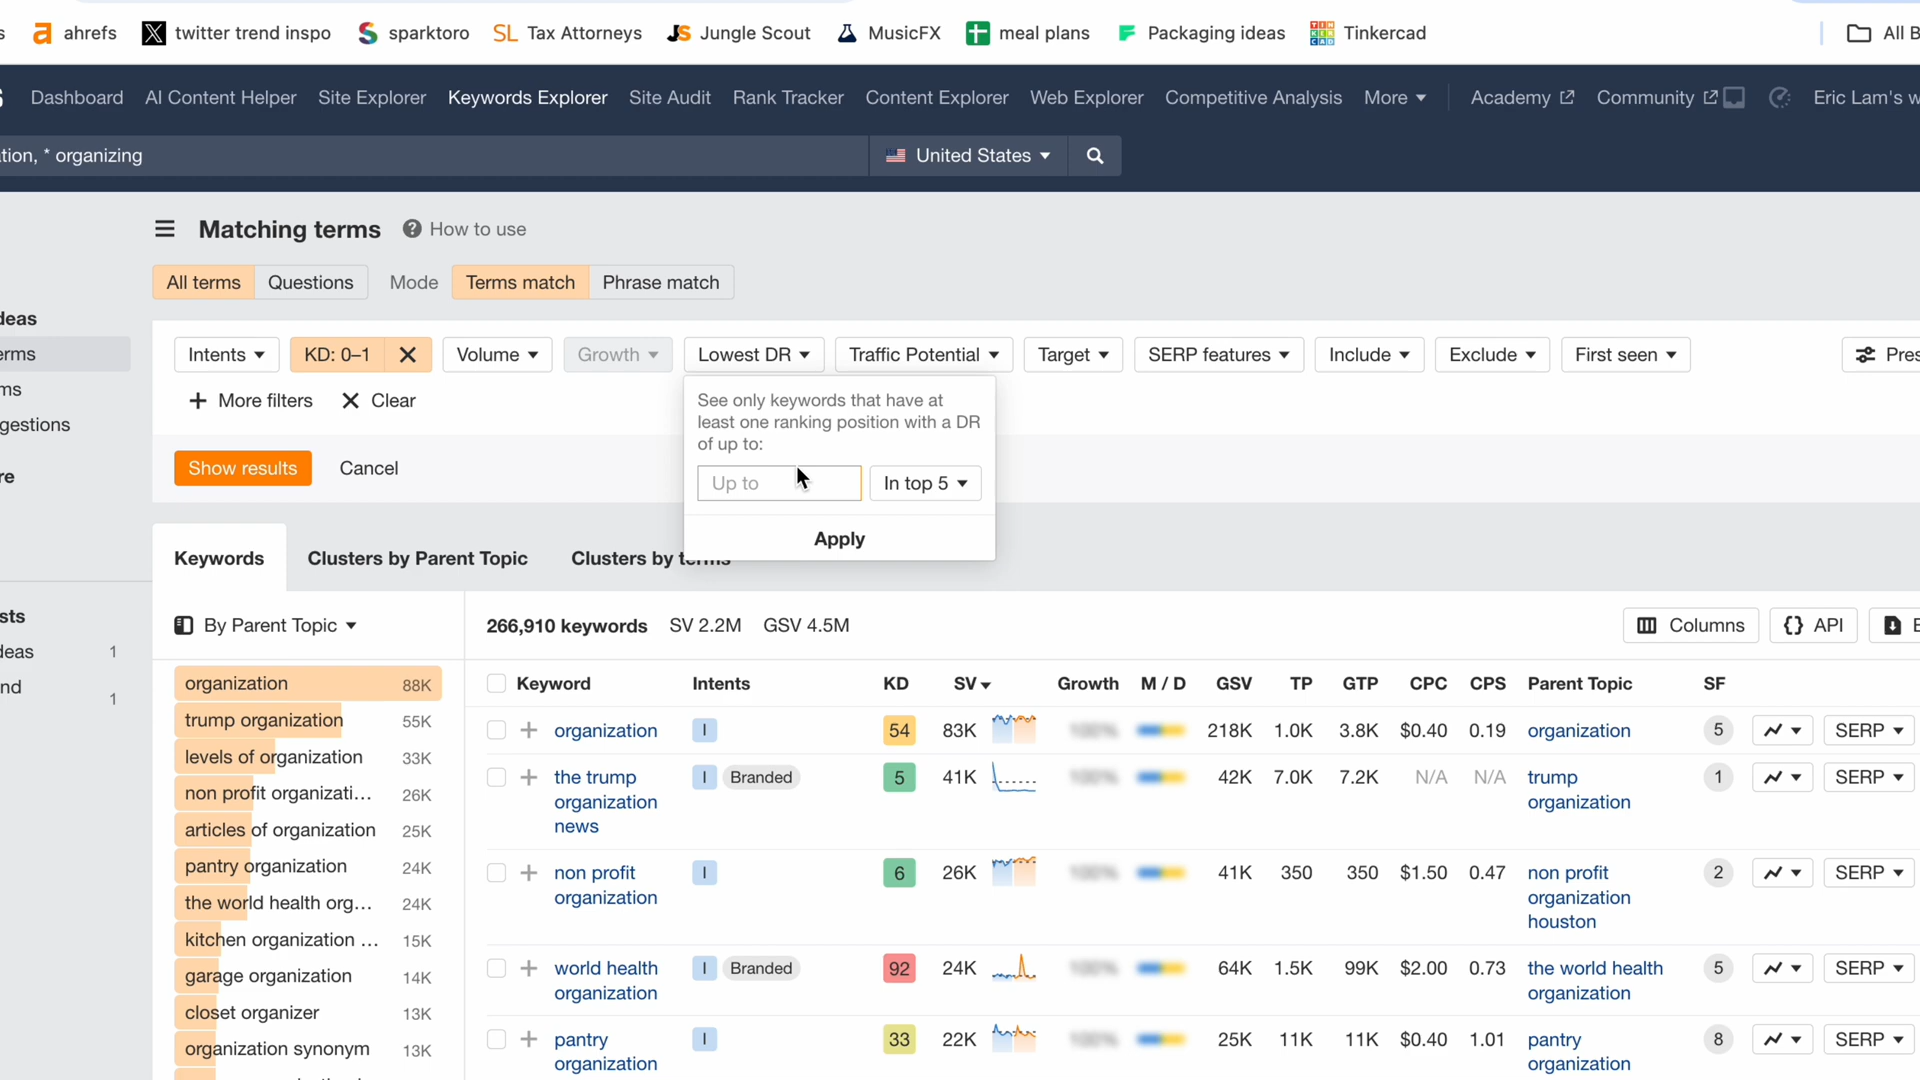 s ahrefs twitter trend inspo sparktoro SL Tax Attorneys JS Jungle Scout MusicFX meal plans Packaging ideas TIN KER CAD Tinkercad All B
s Dashboard AI Content Helper Site Explorer Keywords Explorer Site Audit Rank Tracker Content Explorer Web Explorer Competitive Analysis More Academy Community Eric Lam's w
tion, * organizing United States
Matching terms ? How to use
All terms Questions Mode Terms match Phrase match
deas
erms
ms
gestions
re
Intents KD: 0–1 Volume Growth Lowest DR Traffic Potential Target SERP features Include Exclude First seen Pres
+ More filters Clear
See only keywords that have at
least one ranking position with a DR
of up to:
Up to In top 5
Apply
Show results Cancel
Keywords Clusters by Parent Topic Clusters by terms
sts
deas 1
nd 1
By Parent Topic 266,910 keywords SV 2.2M GSV 4.5M Columns {} API E
organization 88K
trump organization 55K
levels of organization 33K
non profit organizati... 26K
articles of organization 25K
pantry organization 24K
the world health org... 24K
kitchen organization ... 15K
garage organization 14K
closet organizer 13K
organization synonym 13K
Keyword Intents KD SV Growth M / D GSV TP GTP CPC CPS Parent Topic SF
+ organization I 54 83K 218K 1.0K 3.8K $0.40 0.19 organization 5 SERP
+ the trump I Branded 5 41K 42K 7.0K 7.2K N/A N/A trump 1 SERP
organization organization
news
+ non profit I 6 26K 41K 350 350 $1.50 0.47 non profit 2 SERP
organization organization
houston
+ world health I Branded 92 24K 64K 1.5K 99K $2.00 0.73 the world health 5 SERP
organization organization
+ pantry I 33 22K 25K 11K 11K $0.40 1.01 pantry 8 SERP
organization organization